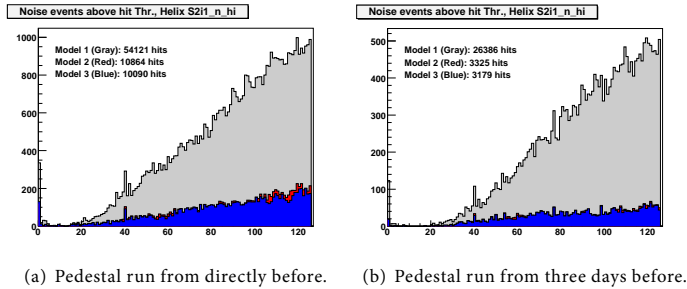 Noise events above hit Thr., Helix S2i1_n_hi
Model 1 (Gray): 54121 hits
Model 2 (Red): 10864 hits
Model 3 (Blue): 10090 hits
1000
800
600
400
200
0
0 20 40 60 80 100 120
(a) Pedestal run from directly before.
Noise events above hit Thr., Helix S2i1_n_hi
Model 1 (Gray): 26386 hits
Model 2 (Red): 3325 hits
Model 3 (Blue): 3179 hits
500
400
300
200
100
0
0 20 40 60 80 100 120
(b) Pedestal run from three days before.